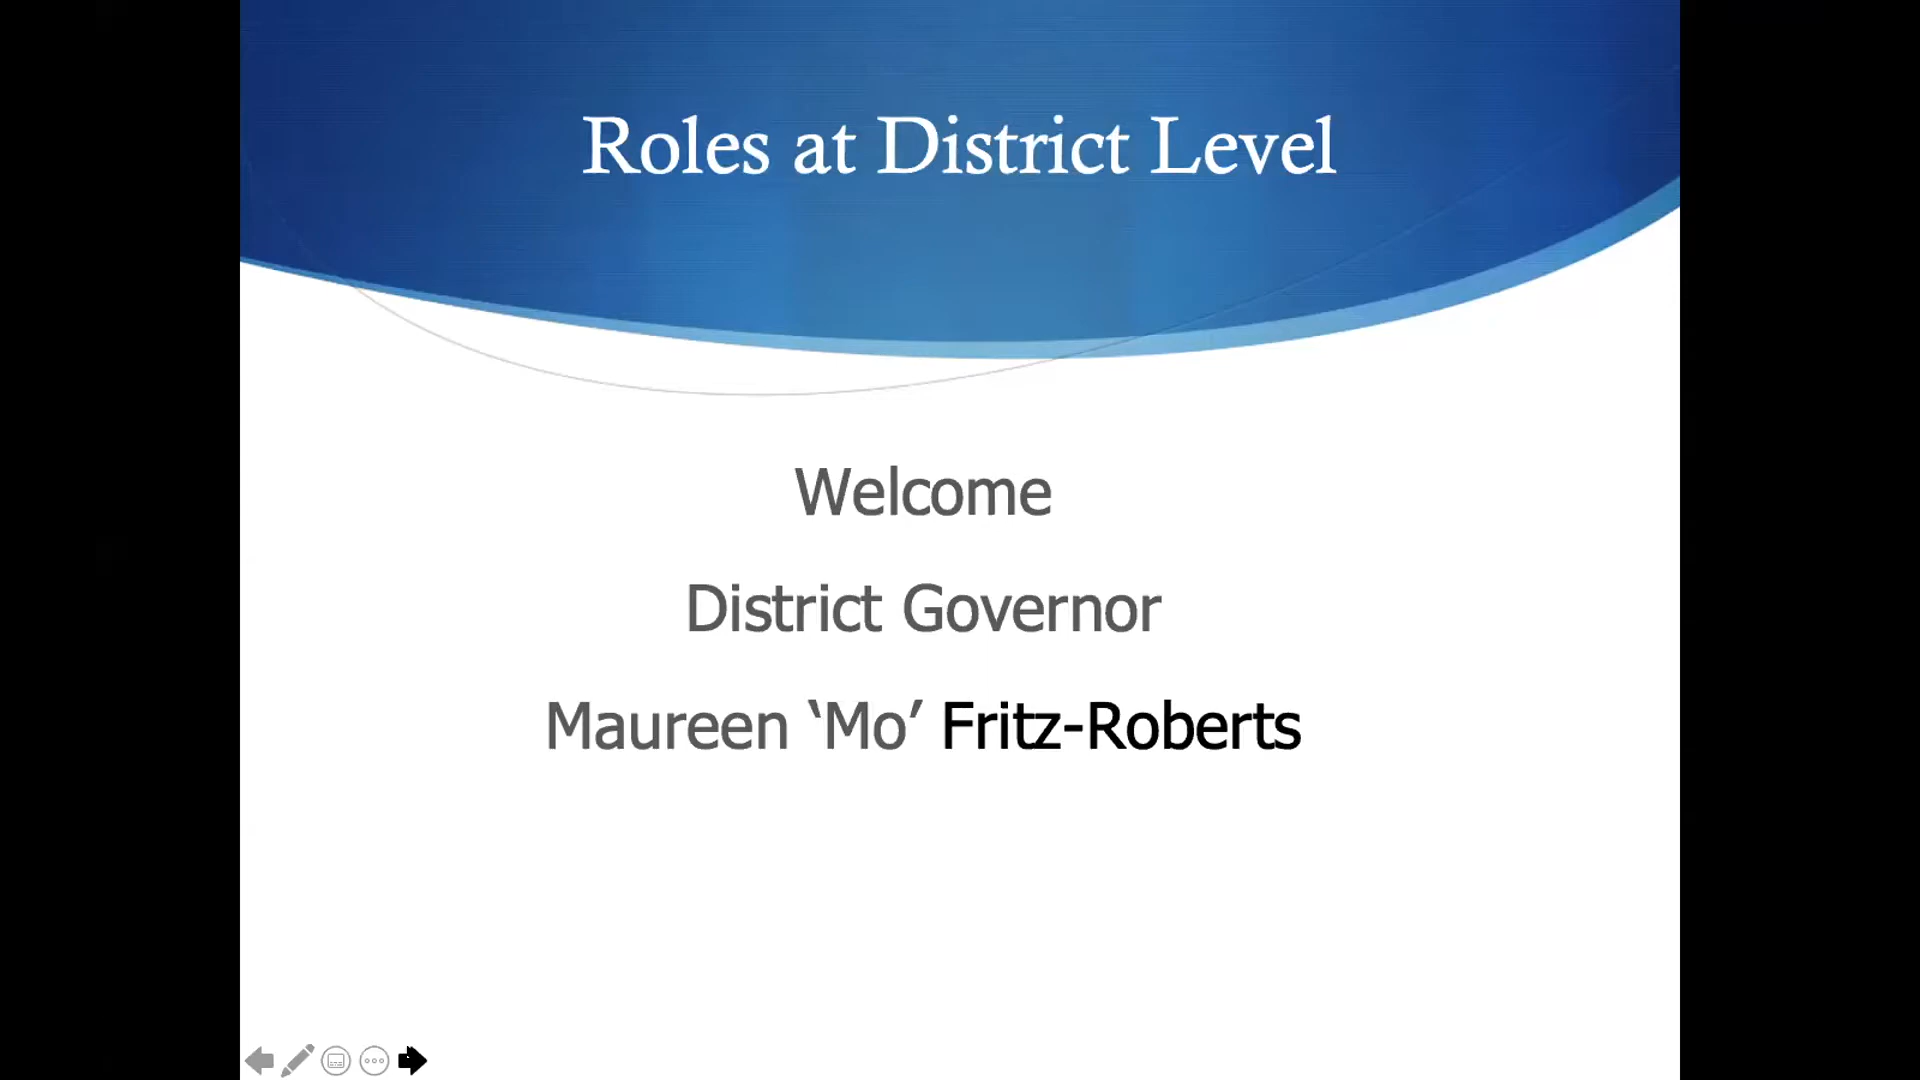 Roles at District Level
Welcome
District Governor
Maureen ‘Mo’ Fritz-Roberts